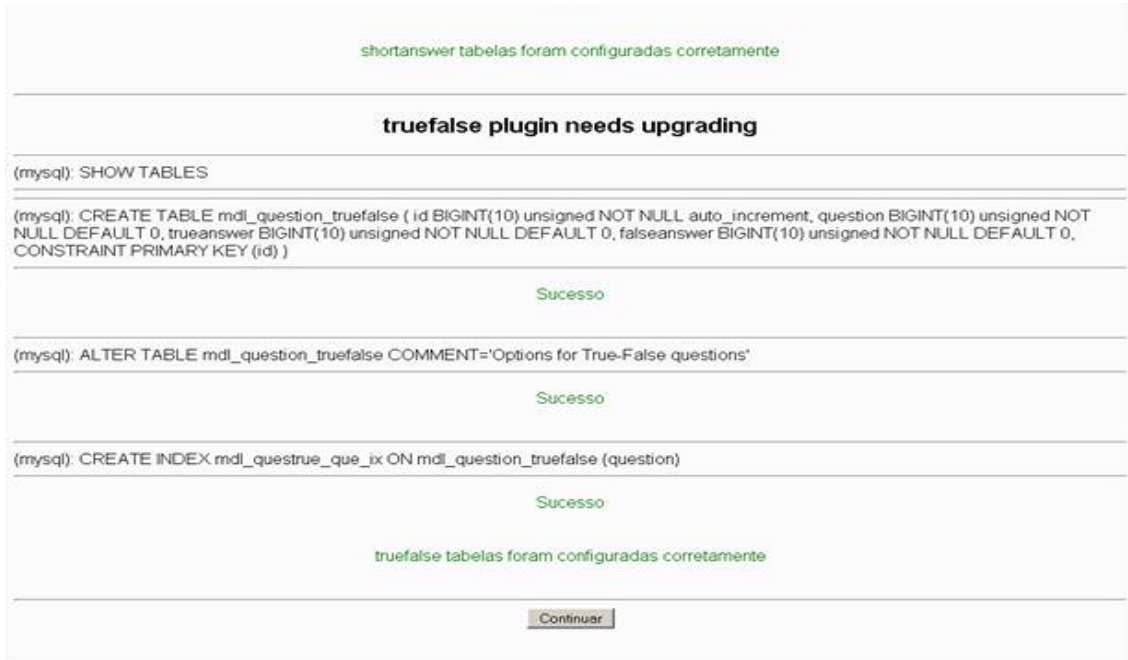 shortanswer tabelas foram configuradas corretamente
truefalse plugin needs upgrading
(mysql): SHOW TABLES
(mysql): CREATE TABLE mdl_question_truefalse ( id BIGINT(10) unsigned NOT NULL auto_increment, question BIGINT(10) unsigned NOT
NULL DEFAULT 0, trueanswer BIGINT(10) unsigned NOT NULL DEFAULT 0, falseanswer BIGINT(10) unsigned NOT NULL DEFAULT 0,
CONSTRAINT PRIMARY KEY (id) )
Sucesso
(mysql): ALTER TABLE mdl_question_truefalse COMMENT='Options for True-False questions'
Sucesso
(mysql): CREATE INDEX mdl_questrue_que_ix ON mdl_question_truefalse (question)
Sucesso
truefalse tabelas foram configuradas corretamente
Continuar